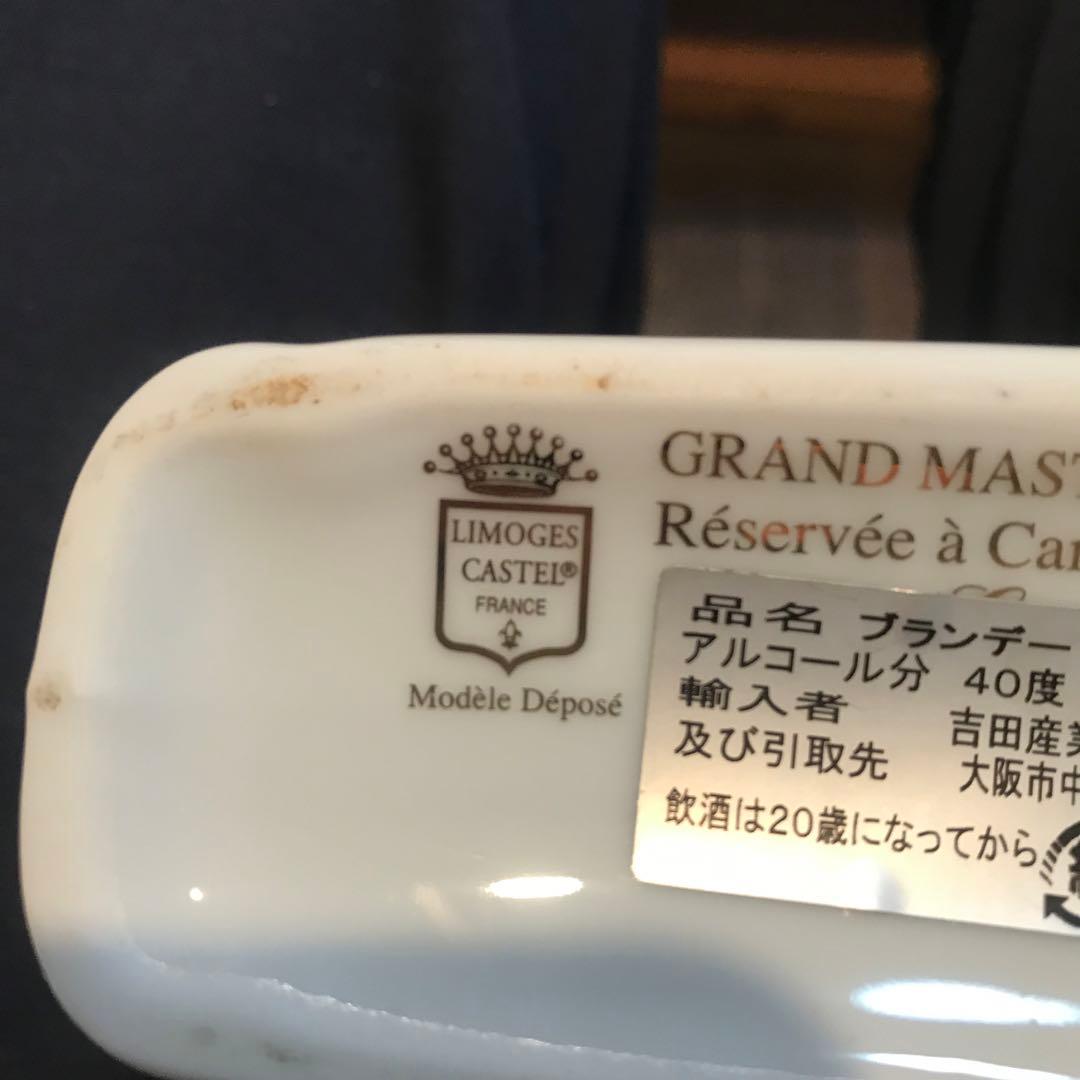 LIMOGES
CASTEL®
FRANCE
Modèle Déposé
GRAND MAST
Réservée à Car
品名 ブランデー
アルコール分 40度
輸入者 吉田産業
及び引取先 大阪市中
飲酒は20歳になってから